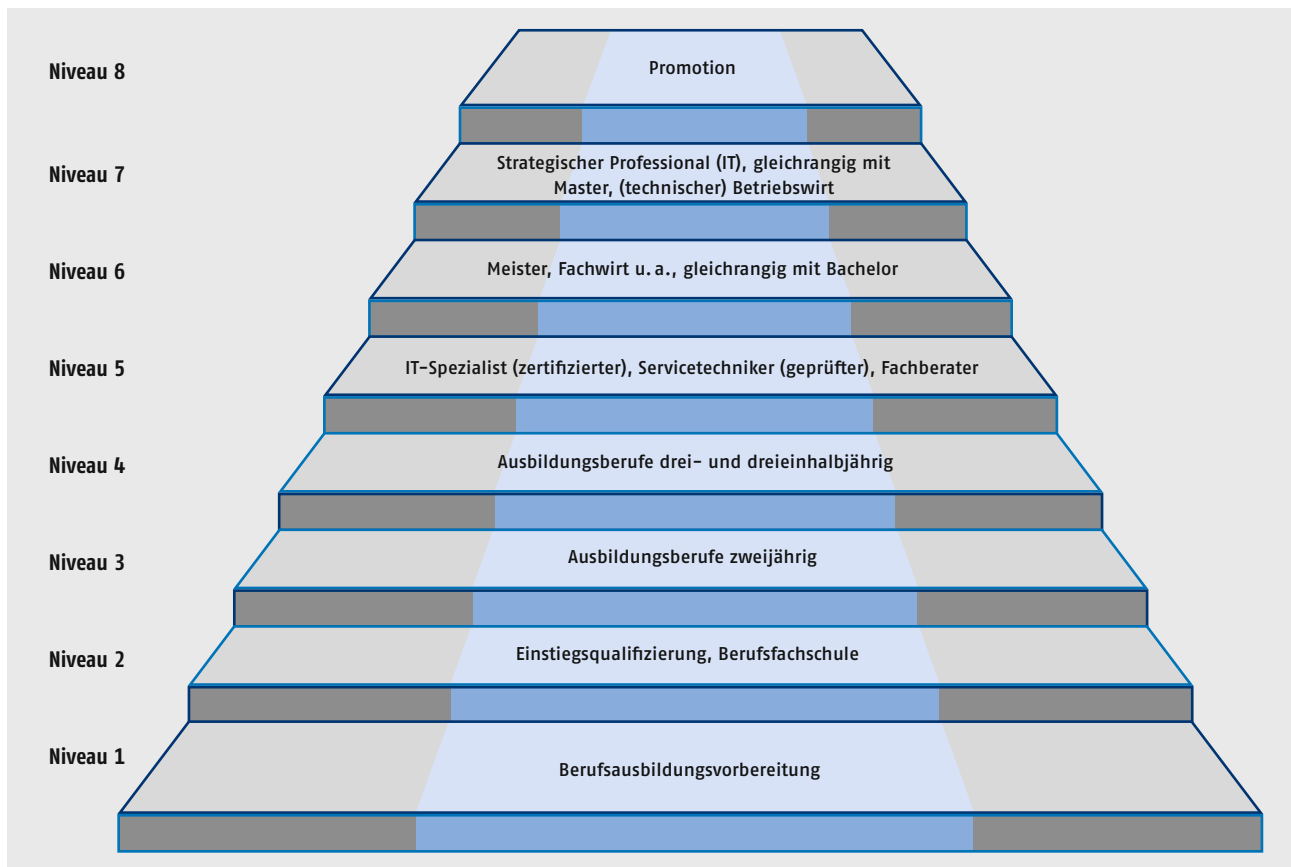 Niveau 8
Promotion
Niveau 7
Strategischer Professional (IT), gleichrangig mit
Master, (technischer) Betriebswirt
Niveau 6
Meister, Fachwirt u. a., gleichrangig mit Bachelor
Niveau 5
IT-Spezialist (zertifizierter), Servicetechniker (geprüfter), Fachberater
Niveau 4
Ausbildungsberufe drei- und dreieinhalbjährig
Niveau 3
Ausbildungsberufe zweijährig
Niveau 2
Einstiegsqualifizierung, Berufsfachschule
Niveau 1
Berufsausbildungsvorbereitung